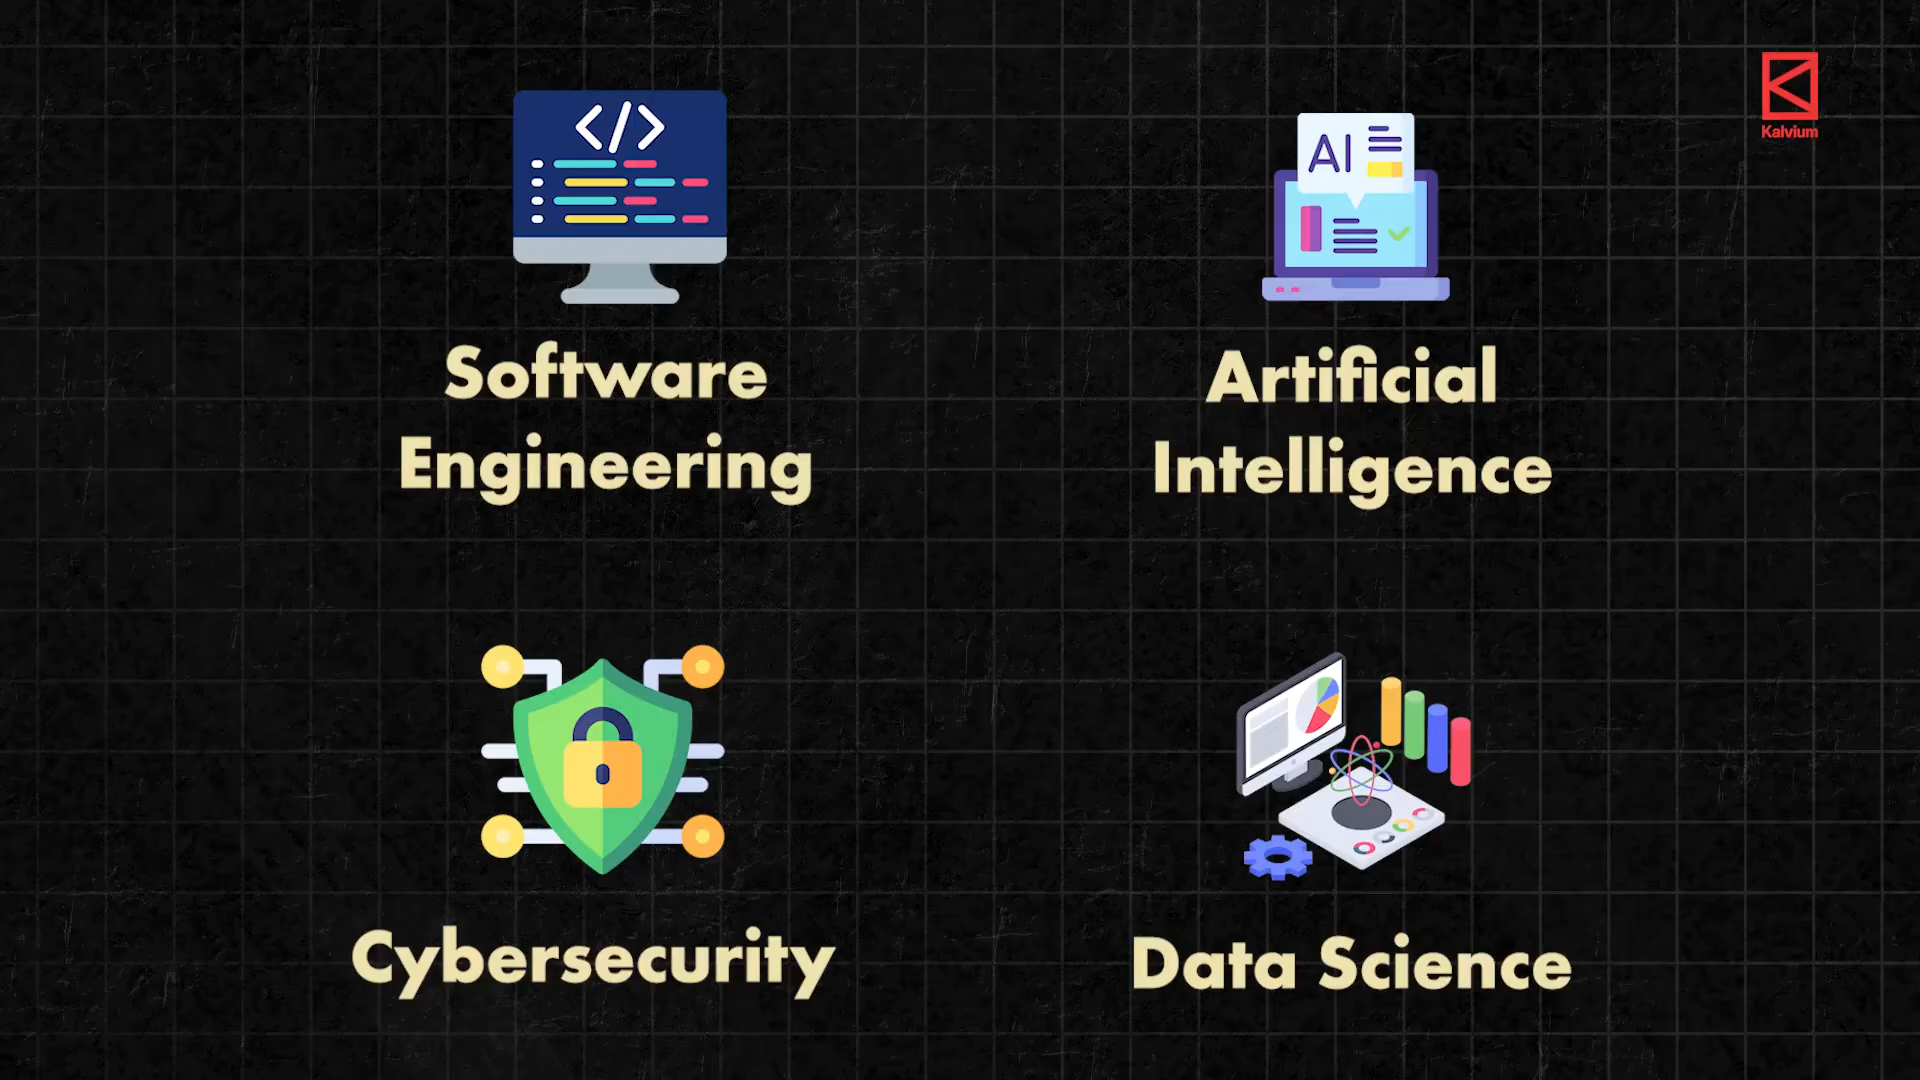 </>
AI
Kalvium
Software
Engineering
Artificial
Intelligence
Cybersecurity
Data Science